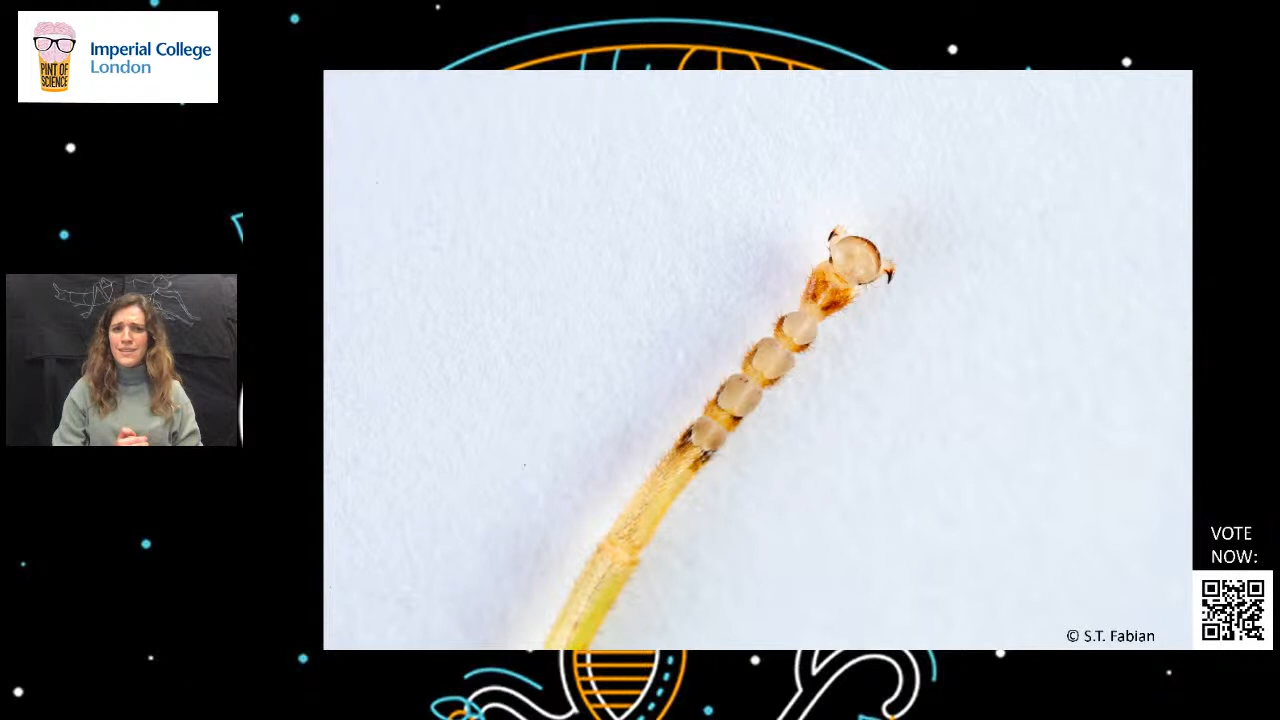 PINT OF
SCIENCE
Imperial College
London
VOTE
NOW:
© S.T. Fabian